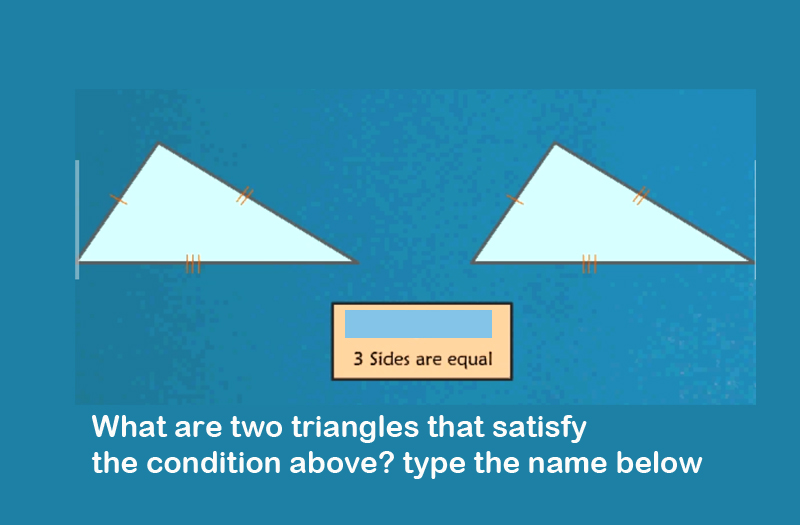 3 Sides are equal
What are two triangles that satisfy
the condition above? type the name below